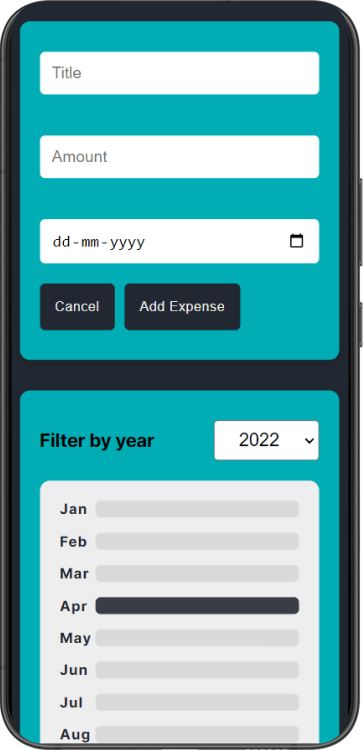 Title
Amount
dd-mm-yyyy
Cancel Add Expense
Filter by year 2022
Jan
Feb
Mar
Apr
May
Jun
Jul
Aug